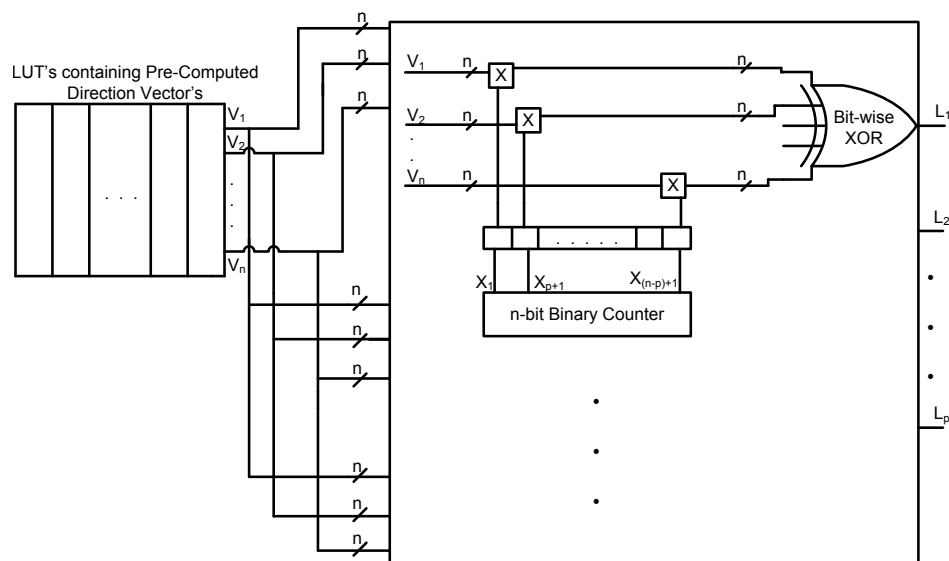 n
n
n
LUT's containing Pre-Computed
Direction Vector's
V1
V2
.
.
.
Vn
. . .
V1 n X n
V2 n X n
.
.
Vn n X n
Bit-wise
XOR
L1
L2
Lp
. . . . .
X1 Xp+1 X(n-p)+1
n-bit Binary Counter
n
n
n
n
n
n